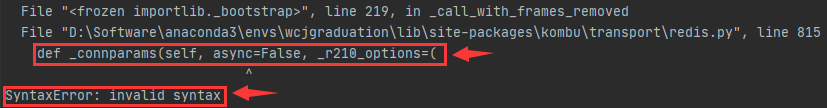 File "<frozen importlib._bootstrap>", line 219, in _call_with_frames_removed
File "D:\Software\anaconda3\envs\wcjgraduation\lib\site-packages\kombu\transport\redis.py", line 815
def _connparams(self, async=False, _r210_options=(
^
SyntaxError: invalid syntax